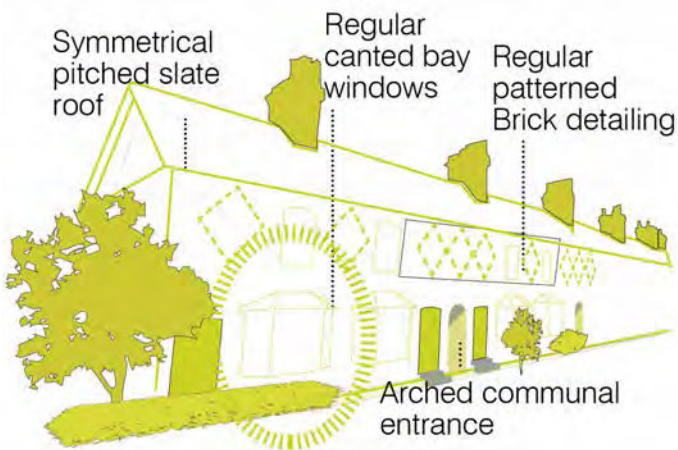 Symmetrical
pitched slate
roof
Regular
canted bay
windows
Regular
patterned
Brick detailing
Arched communal
entrance